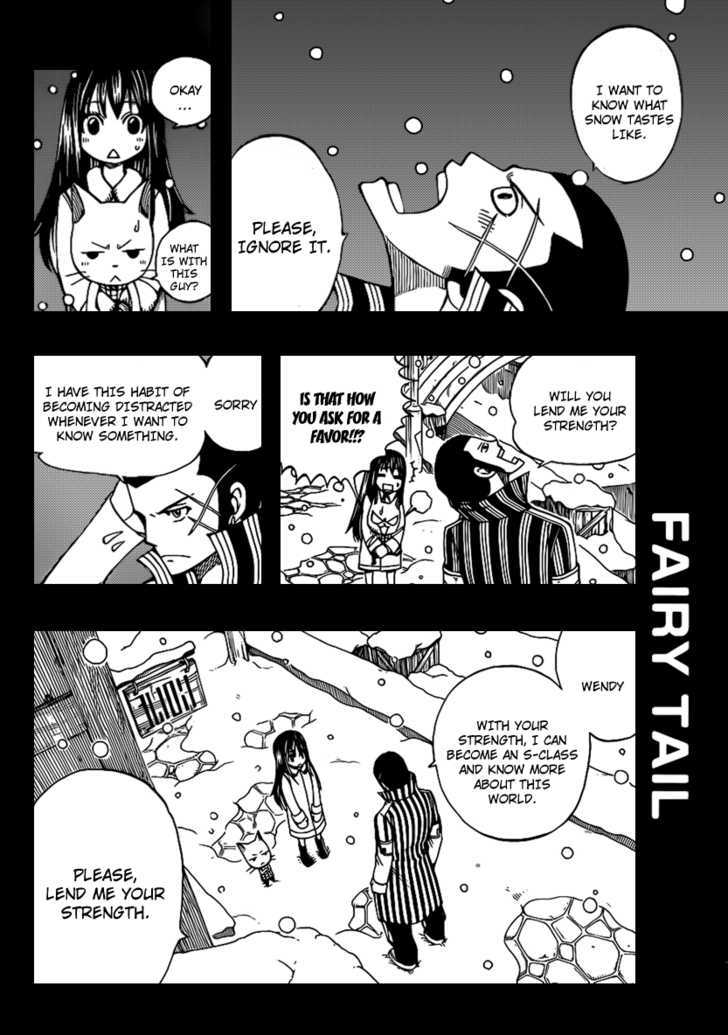 I WANT TO
KNOW WHAT
SNOW TASTES
LIKE.
PLEASE,
IGNORE IT.
OKAY
...
WHAT
IS WITH
THIS
GUY?
WILL YOU
LEND ME YOUR
STRENGTH?
IS THAT HOW
YOU ASK FOR A
FAVOR!!?
SORRY
I HAVE THIS HABIT OF
BECOMING DISTRACTED
WHENEVER I WANT TO
KNOW SOMETHING.
WENDY
WITH YOUR
STRENGTH, I CAN
BECOME AN S-CLASS
AND KNOW MORE
ABOUT THIS
WORLD.
PLEASE,
LEND ME YOUR
STRENGTH.
FAIRY TAIL